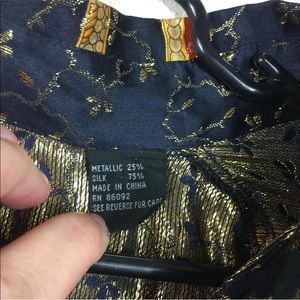 METALLIC 25%
SILK 75%
MADE IN CHINA
RN 86092
SEE REVERSE FOR CARE